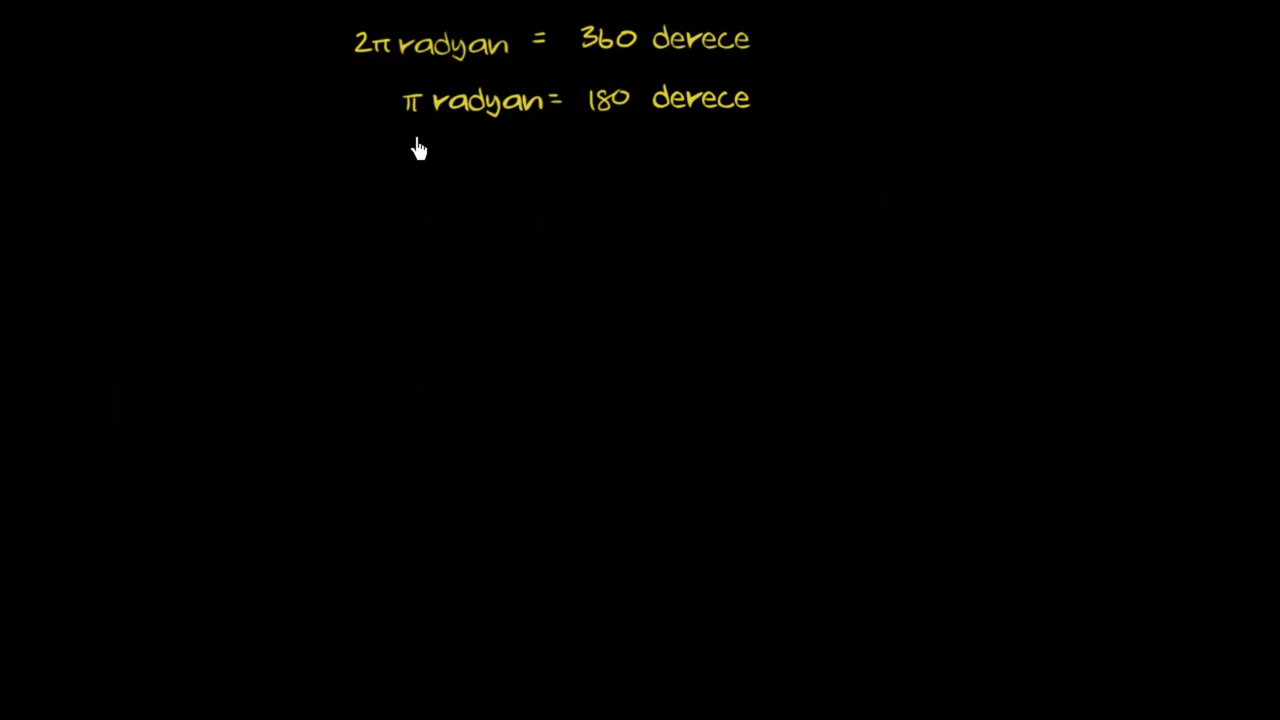 2π radyan = 360 derece
π radyan = 180 derece